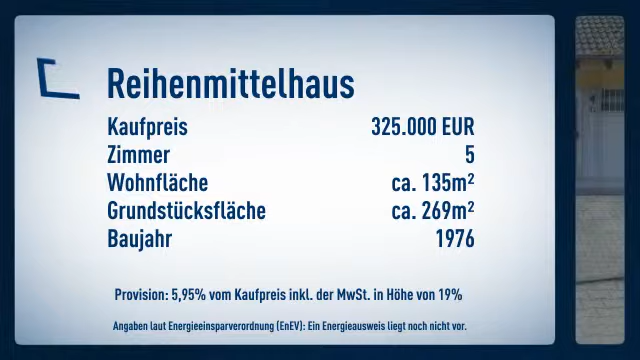 Reihenmittelhaus
Kaufpreis 325.000 EUR
Zimmer 5
Wohnfläche ca. 135m²
Grundstücksfläche ca. 269m²
Baujahr 1976
Provision: 5,95% vom Kaufpreis inkl. der MwSt. in Höhe von 19%
Angaben laut Energieeinsparverordnung (EnEV): Ein Energieausweis liegt noch nicht vor.